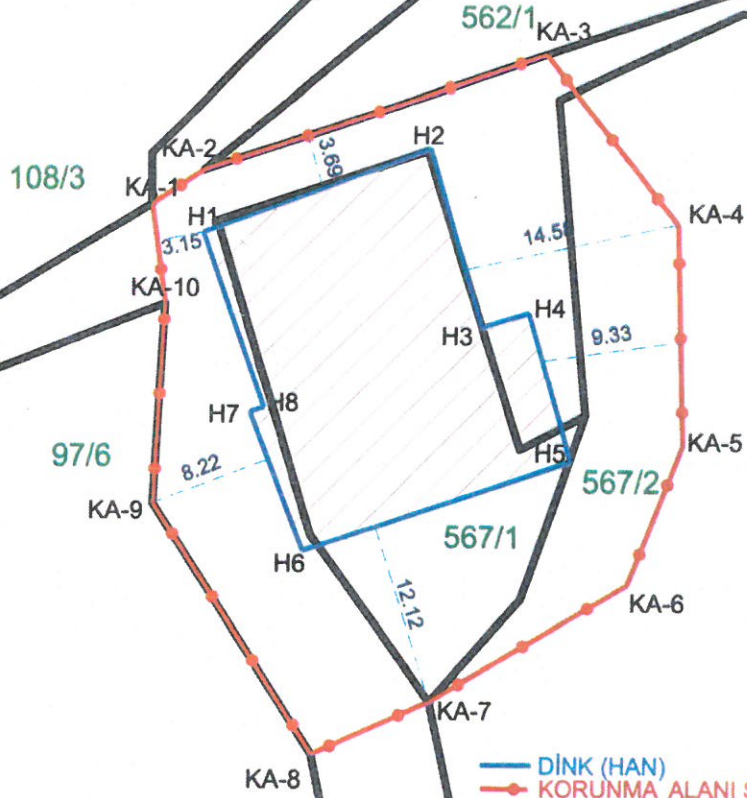 562/1
KA-3
KA-2
3.69
H2
108/3
KA-1
H1
3.15
14.58
KA-4
KA-10
H3
H4
9.33
H7
H8
97/6
8.22
H5
KA-5
567/2
KA-9
567/1
H6
12.12
KA-6
KA-7
KA-8
DİNK (HAN)
KORUNMA ALANI